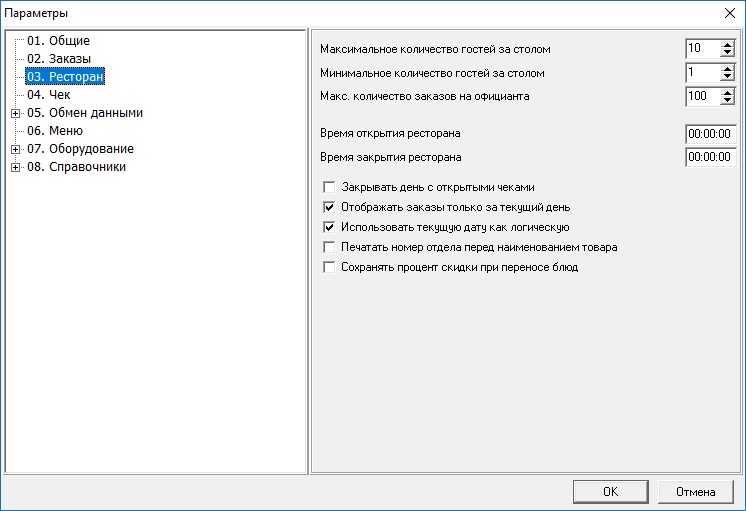 Параметры
01. Общие
02. Заказы
03. Ресторан
04. Чек
05. Обмен данными
06. Меню
07. Оборудование
08. Справочники
Максимальное количество гостей за столом 10
Минимальное количество гостей за столом 1
Макс. количество заказов на официанта 100
Время открытия ресторана 00:00:00
Время закрытия ресторана 00:00:00
Закрывать день с открытыми чеками
Отображать заказы только за текущий день
Использовать текущую дату как логическую
Печатать номер отдела перед наименованием товара
Сохранять процент скидки при переносе блюд
OK Отмена